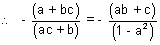 ∴ - (a + bc) / (ac + b) = - (ab + c) / (1 - a²)